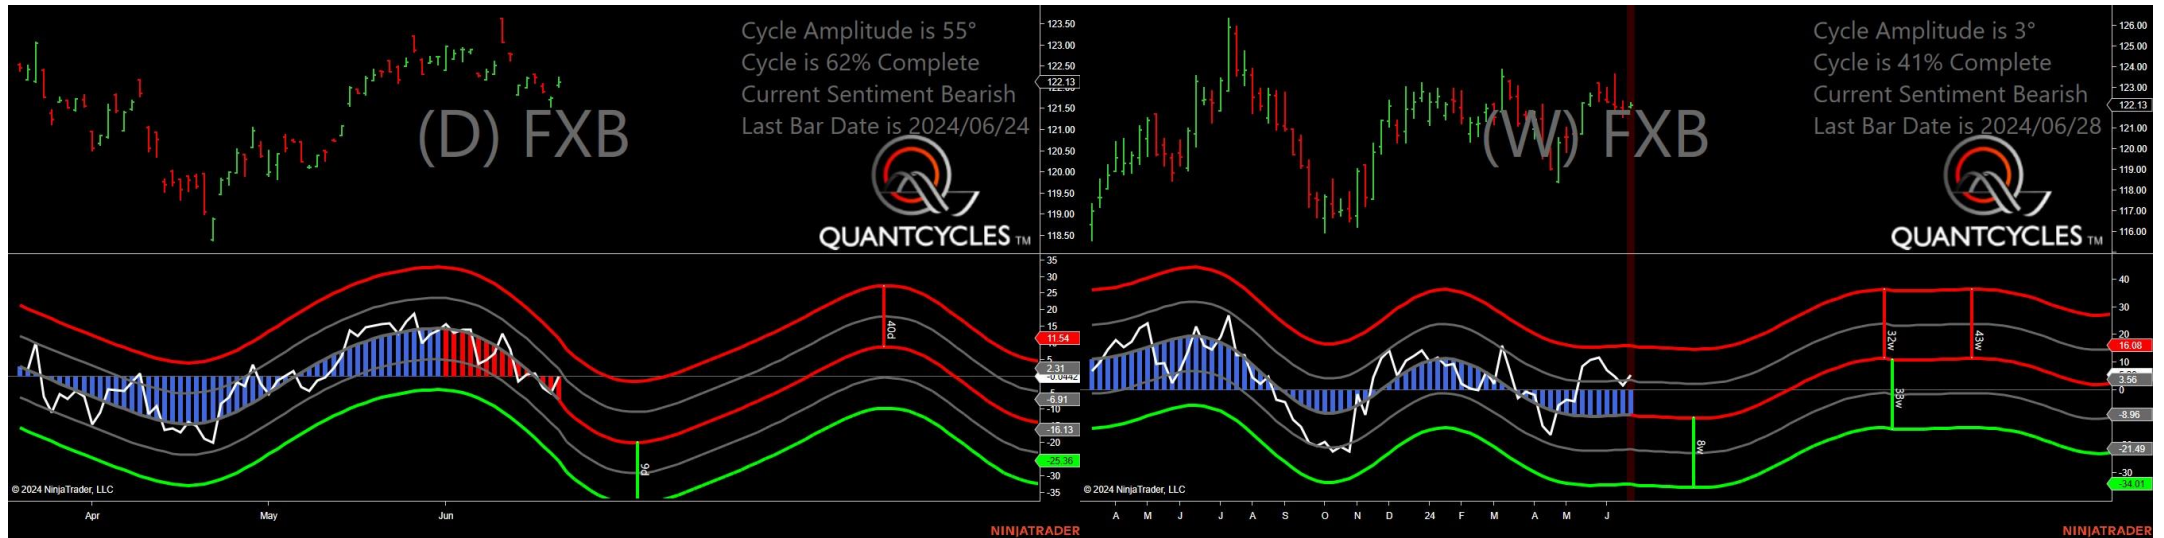 Cycle Amplitude is 55°
Cycle is 62% Complete
Current Sentiment Bearish
Last Bar Date is 2024/06/24
(D) FXB
QUANTCYCLES TM
123.50
123.00
122.50
122.13
121.50
121.00
120.50
120.00
119.50
119.00
118.50
35
30
25
20
15
11.54
5
2.31
-0.0442
-6.91
-10
-16.13
-20
-25.36
-30
-35
40d
9d
© 2024 NinjaTrader, LLC
Apr May Jun
NINJATRADER
Cycle Amplitude is 3°
Cycle is 41% Complete
Current Sentiment Bearish
Last Bar Date is 2024/06/28
(W) FXB
QUANTCYCLES TM
126.00
125.00
124.00
123.00
122.13
121.00
120.00
119.00
118.00
117.00
116.00
40
30
20
16.08
10
3.56
0
-8.96
-21.49
-30
-34.01
32w
43w
38w
8w
© 2024 NinjaTrader, LLC
A M J J A S O N D 24 F M A M J
NINJATRADER